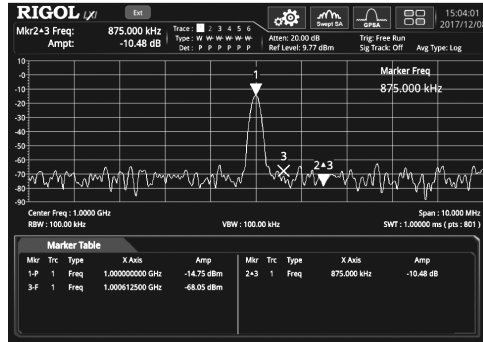 RIGOL LXI Ext 15:04:01
2017/12/08
Mkr2▲3 Freq: 875.000 kHz
Ampt: -10.48 dB
Trace: 1 2 3 4 5 6
Type: W W W W W W
Det: P P P P P P
Swept SA GPSA
Atten: 20.00 dB Trig: Free Run
Ref Level: 9.77 dBm Sig Track: Off Avg Type: Log
10
-0
-10
-20
-30
-40
-50
-60
-70
-80
-90
Marker Freq
875.000 kHz
1
3
2▲3
Center Freq : 1.0000 GHz Span : 10.000 MHz
RBW : 100.00 kHz VBW : 100.00 kHz SWT : 1.00000 ms ( pts : 801 )
Marker Table
Mkr Trc Type X Axis Amp Mkr Trc Type X Axis Amp
1-P 1 Freq 1.000000000 GHz -14.75 dBm 2▲3 1 Freq 875.000 kHz -10.48 dB
3-F 1 Freq 1.000612500 GHz -68.05 dBm